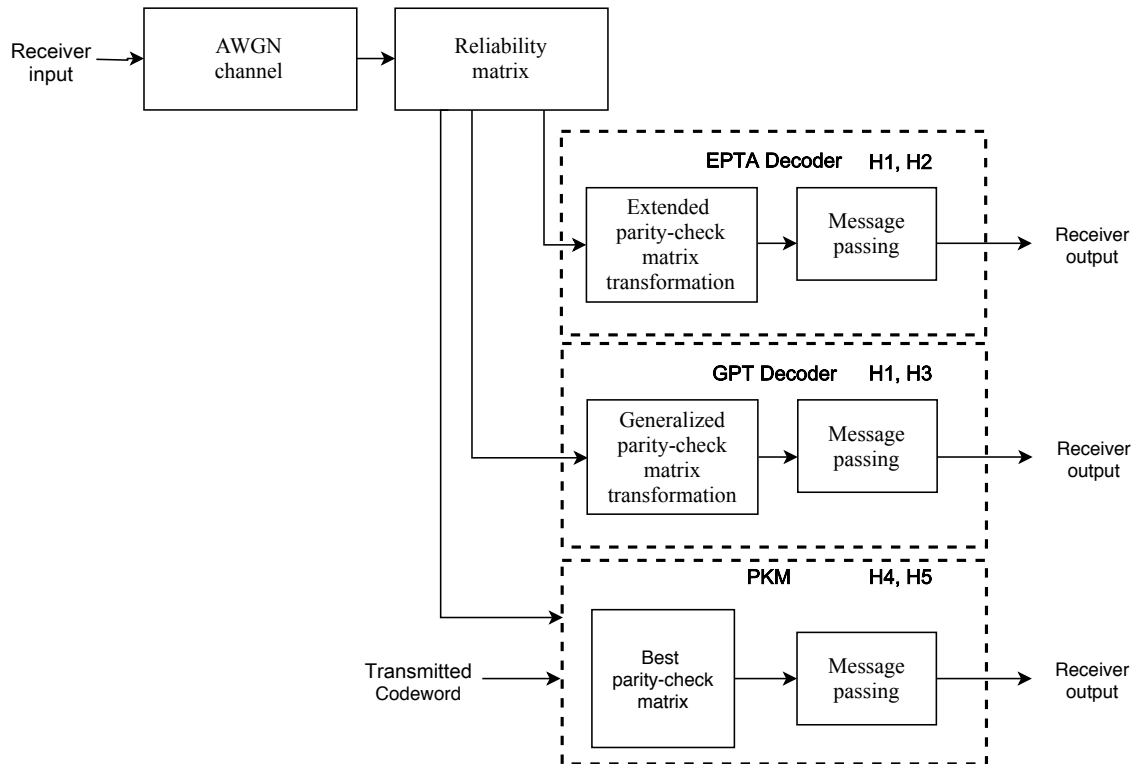 Receiver
input
AWGN
channel
Reliability
matrix
EPTA Decoder H1, H2
Extended
parity-check
matrix
transformation
Message
passing
Receiver
output
GPT Decoder H1, H3
Generalized
parity-check
matrix
transformation
Message
passing
Receiver
output
PKM H4, H5
Transmitted
Codeword
Best
parity-check
matrix
Message
passing
Receiver
output